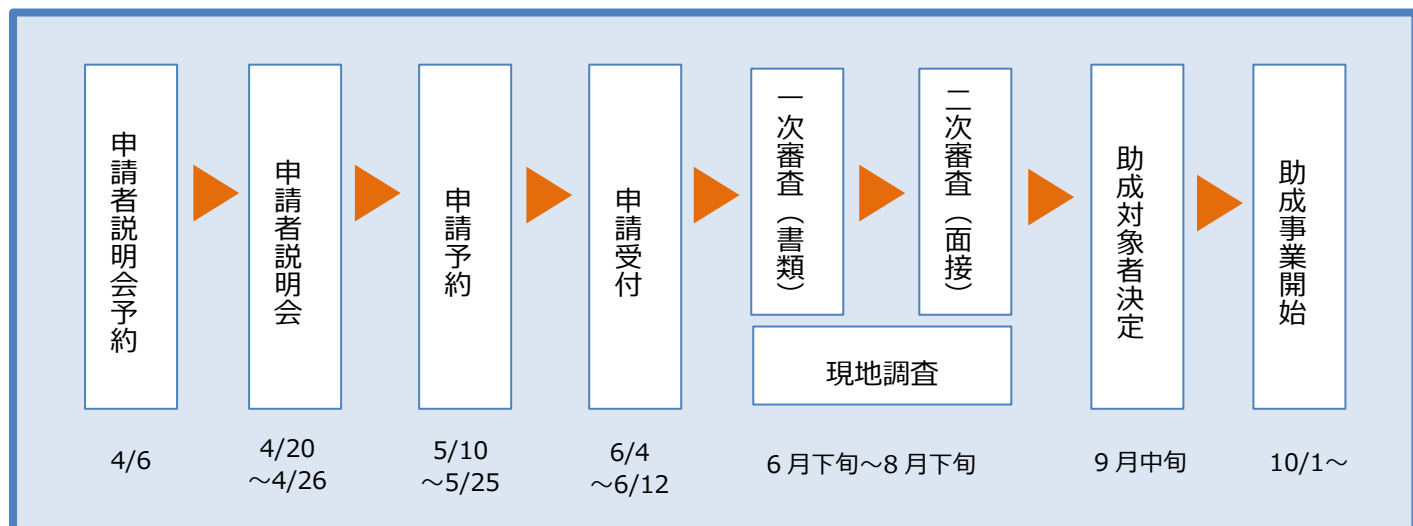 申請者説明会予約
申請者説明会
申請予約
申請受付
一次審査（書類）
二次審査（面接）
現地調査
助成対象者決定
助成事業開始
4/6
4/20
～4/26
5/10
～5/25
6/4
～6/12
6月下旬～8月下旬
9月中旬
10/1～